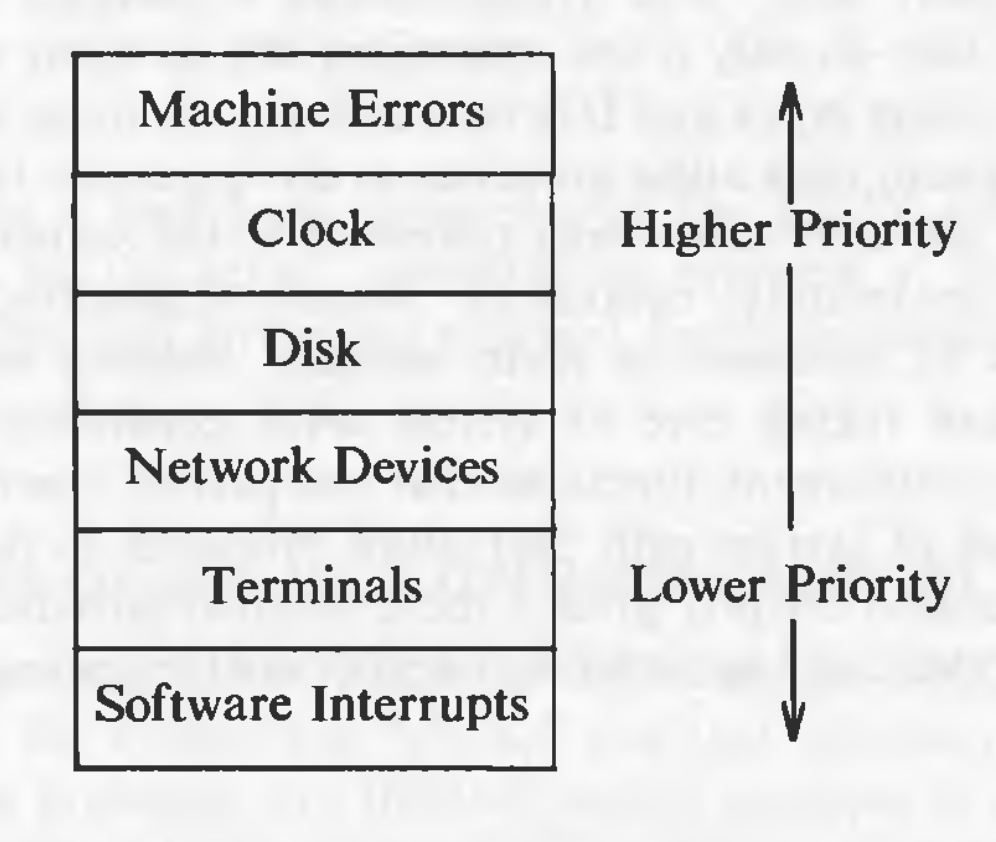 Machine Errors
Clock
Higher Priority
Disk
Network Devices
Terminals
Lower Priority
Software Interrupts